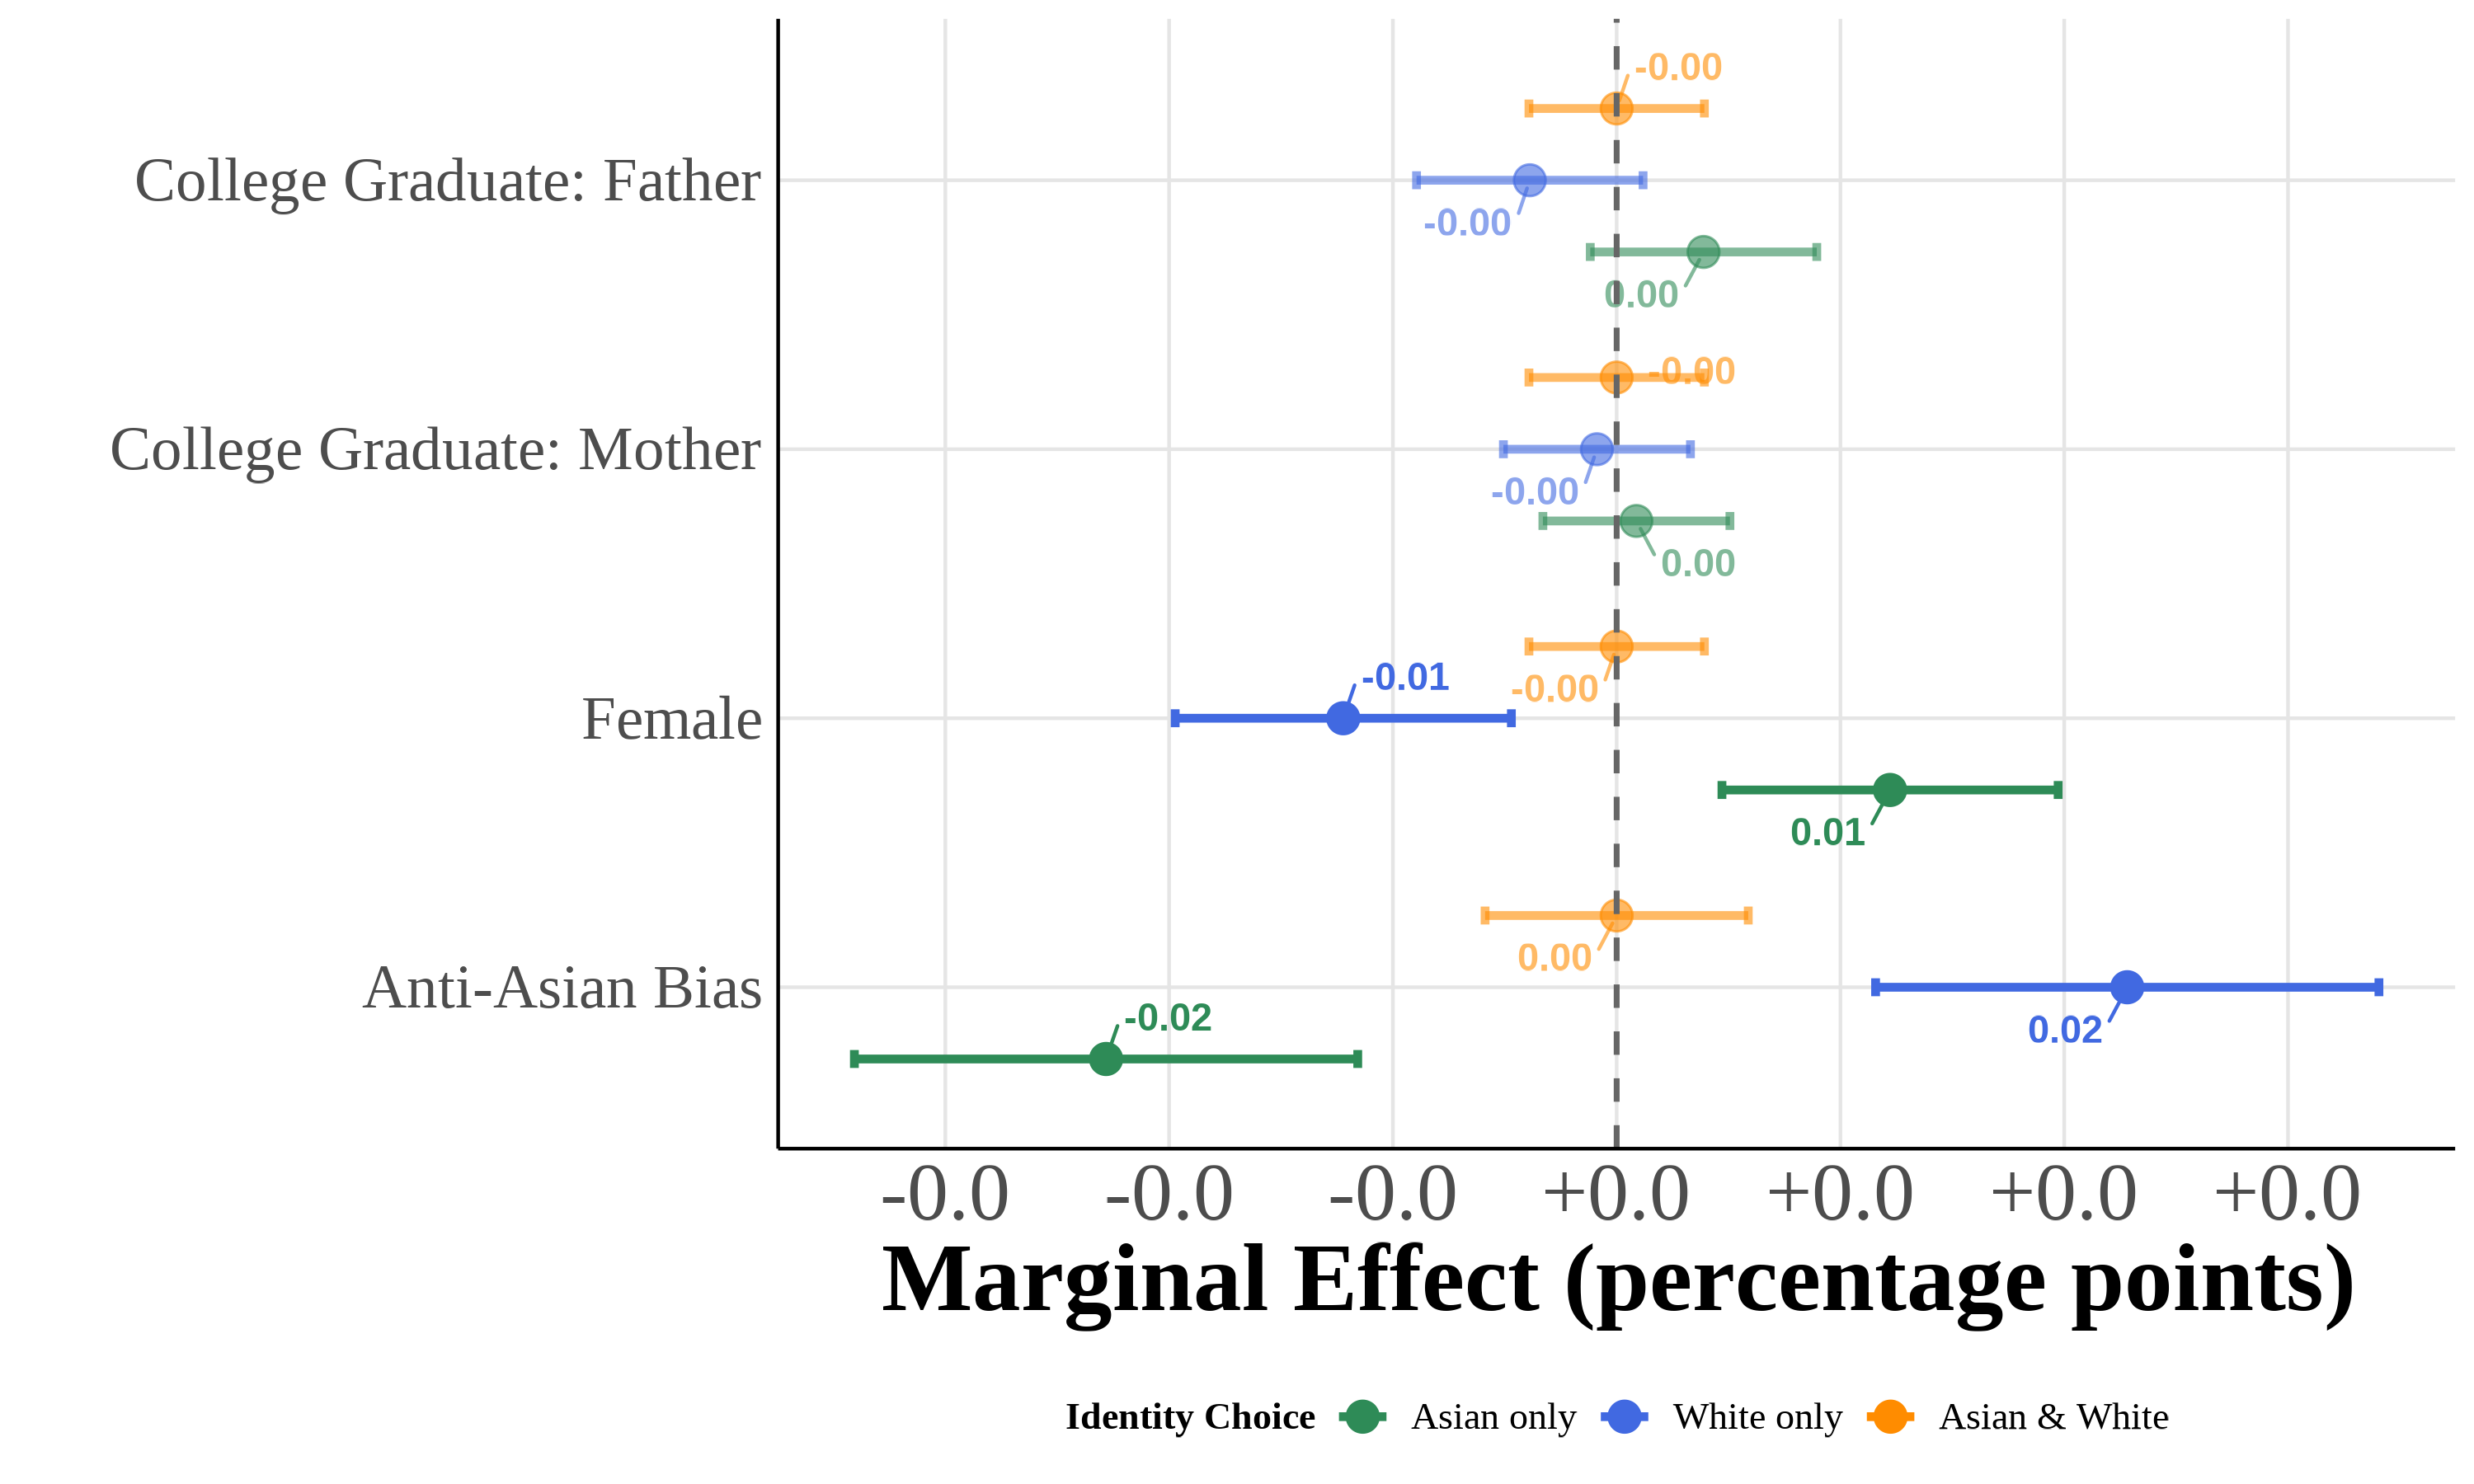 -0.00
College Graduate: Father
-0.00
0.00
-0.00
College Graduate: Mother
-0.00
0.00
-0.01
-0.00
Female
0.01
0.00
Anti-Asian Bias
-0.02
0.02
-0.0 -0.0 -0.0 +0.0 +0.0 +0.0 +0.0
Marginal Effect (percentage points)
Identity Choice Asian only White only Asian & White